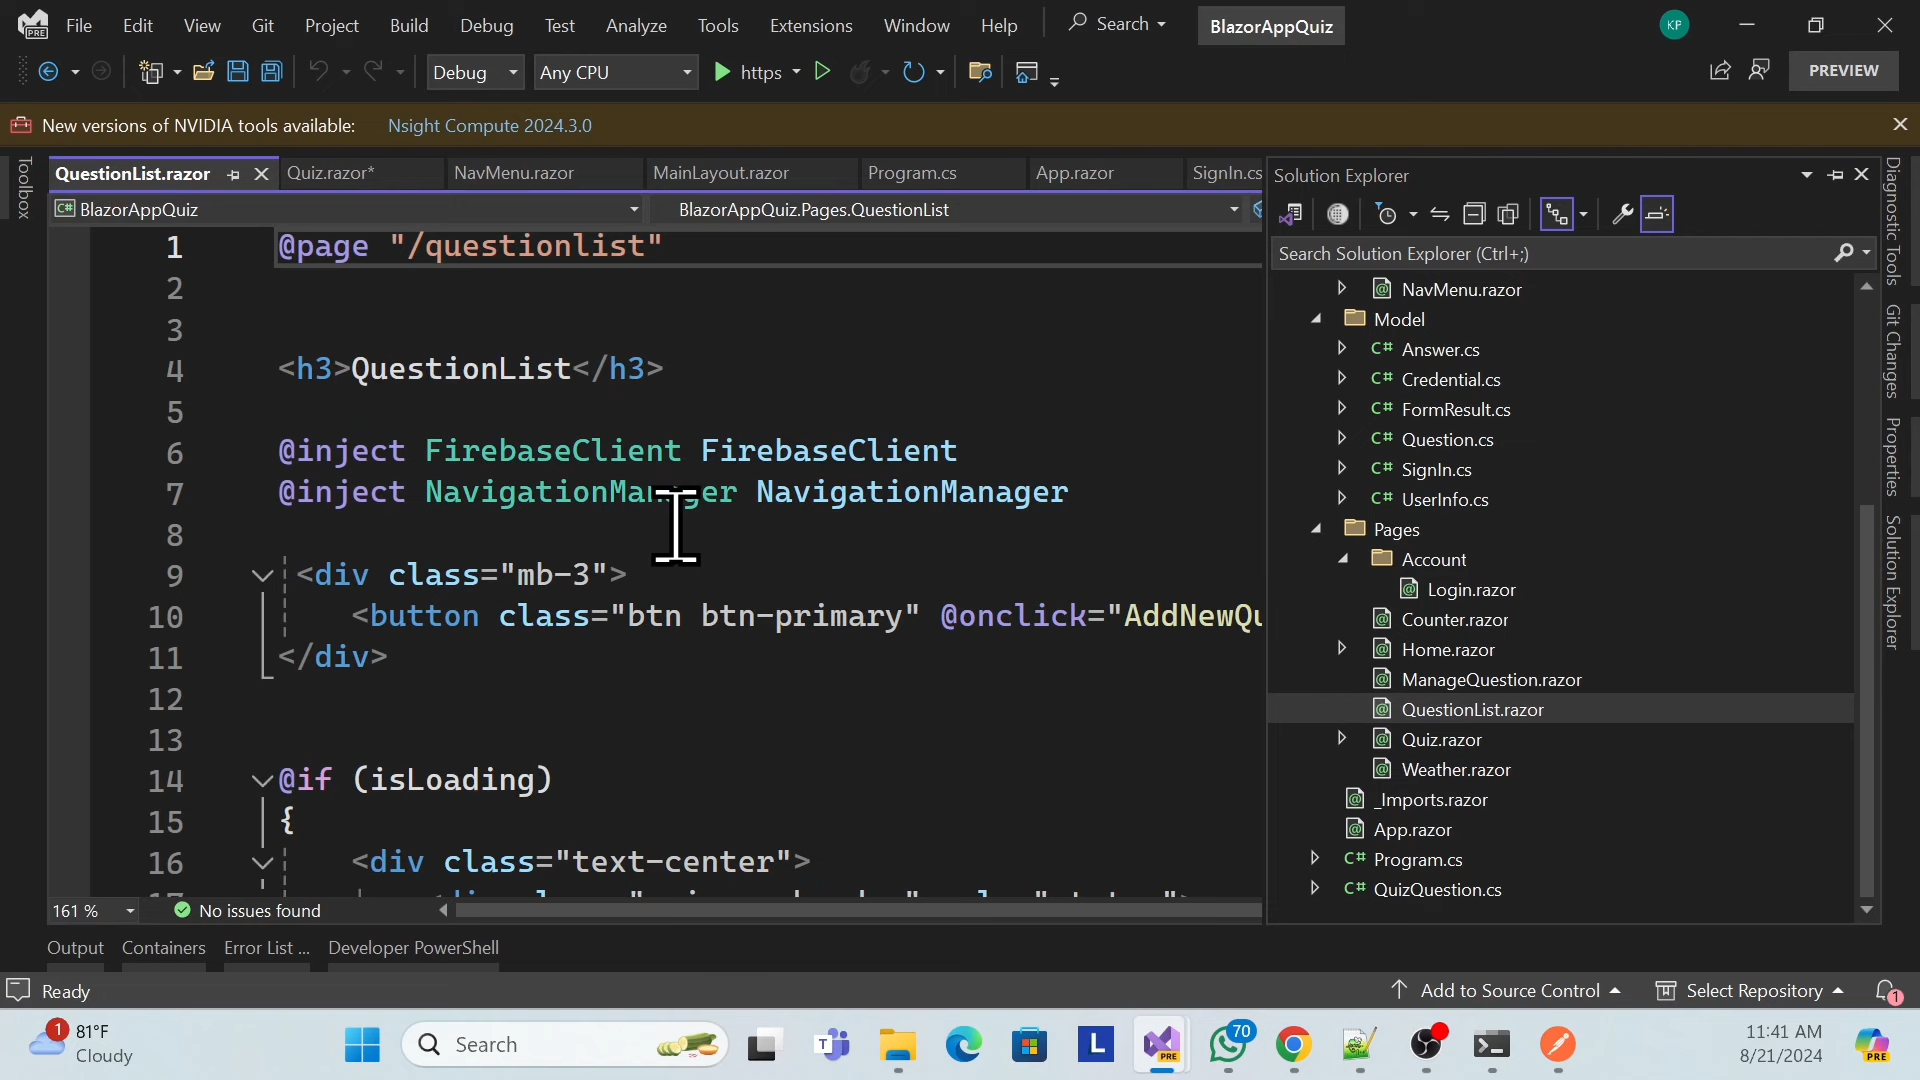 File Edit View Git Project Build Debug Test Analyze Tools Extensions Window Help Search BlazorAppQuiz KP
Debug Any CPU https PREVIEW
New versions of NVIDIA tools available: Nsight Compute 2024.3.0
Toolbox
QuestionList.razor Quiz.razor* NavMenu.razor MainLayout.razor Program.cs App.razor SignIn.cs
BlazorAppQuiz BlazorAppQuiz.Pages.QuestionList
1 @page "/questionlist"
2
3
4 <h3>QuestionList</h3>
5
6 @inject FirebaseClient FirebaseClient
7 @inject NavigationManager NavigationManager
8
9 <div class="mb-3">
10 <button class="btn btn-primary" @onclick="AddNewQu
11 </div>
12
13
14 @if (isLoading)
15 {
16 <div class="text-center">
161 % No issues found
Solution Explorer
Search Solution Explorer (Ctrl+;)
NavMenu.razor
Model
C# Answer.cs
C# Credential.cs
C# FormResult.cs
C# Question.cs
C# SignIn.cs
C# UserInfo.cs
Pages
Account
Login.razor
Counter.razor
Home.razor
ManageQuestion.razor
QuestionList.razor
Quiz.razor
Weather.razor
_Imports.razor
App.razor
C# Program.cs
C# QuizQuestion.cs
Diagnostic Tools
Git Changes
Properties
Solution Explorer
Output Containers Error List ... Developer PowerShell
Ready Add to Source Control Select Repository 1
1 81°F
Cloudy
Search
L PRE 70
11:41 AM
8/21/2024
PRE